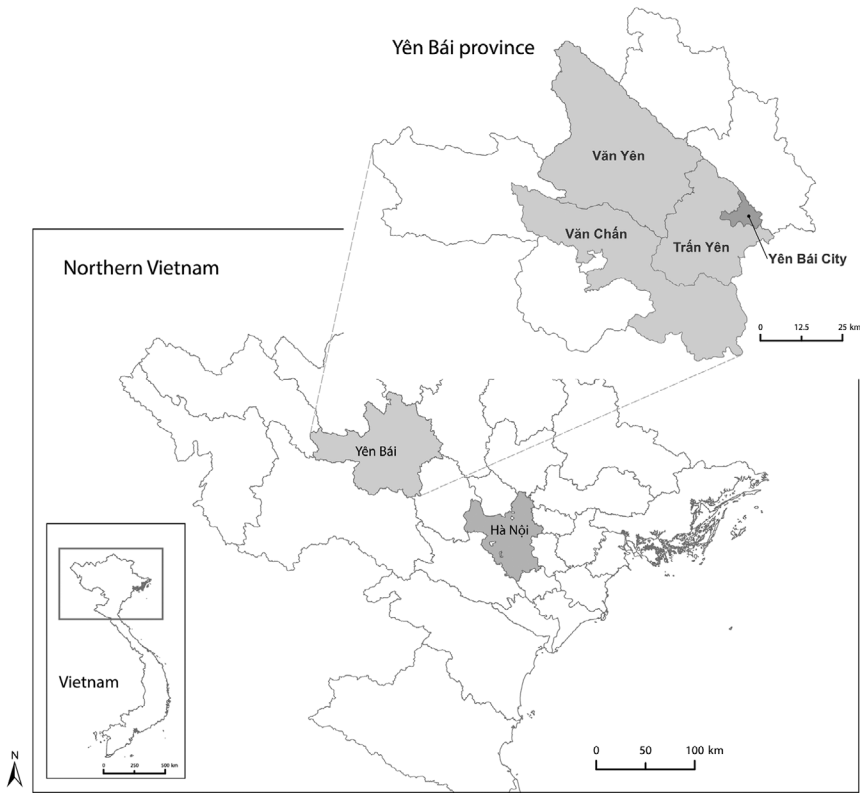 Yên Bái province
Văn Yên
Văn Chấn
Trấn Yên
Yên Bái City
0 12.5 25 km
Northern Vietnam
Yên Bái
Hà Nội
Vietnam
0 250 500 km
N
0 50 100 km